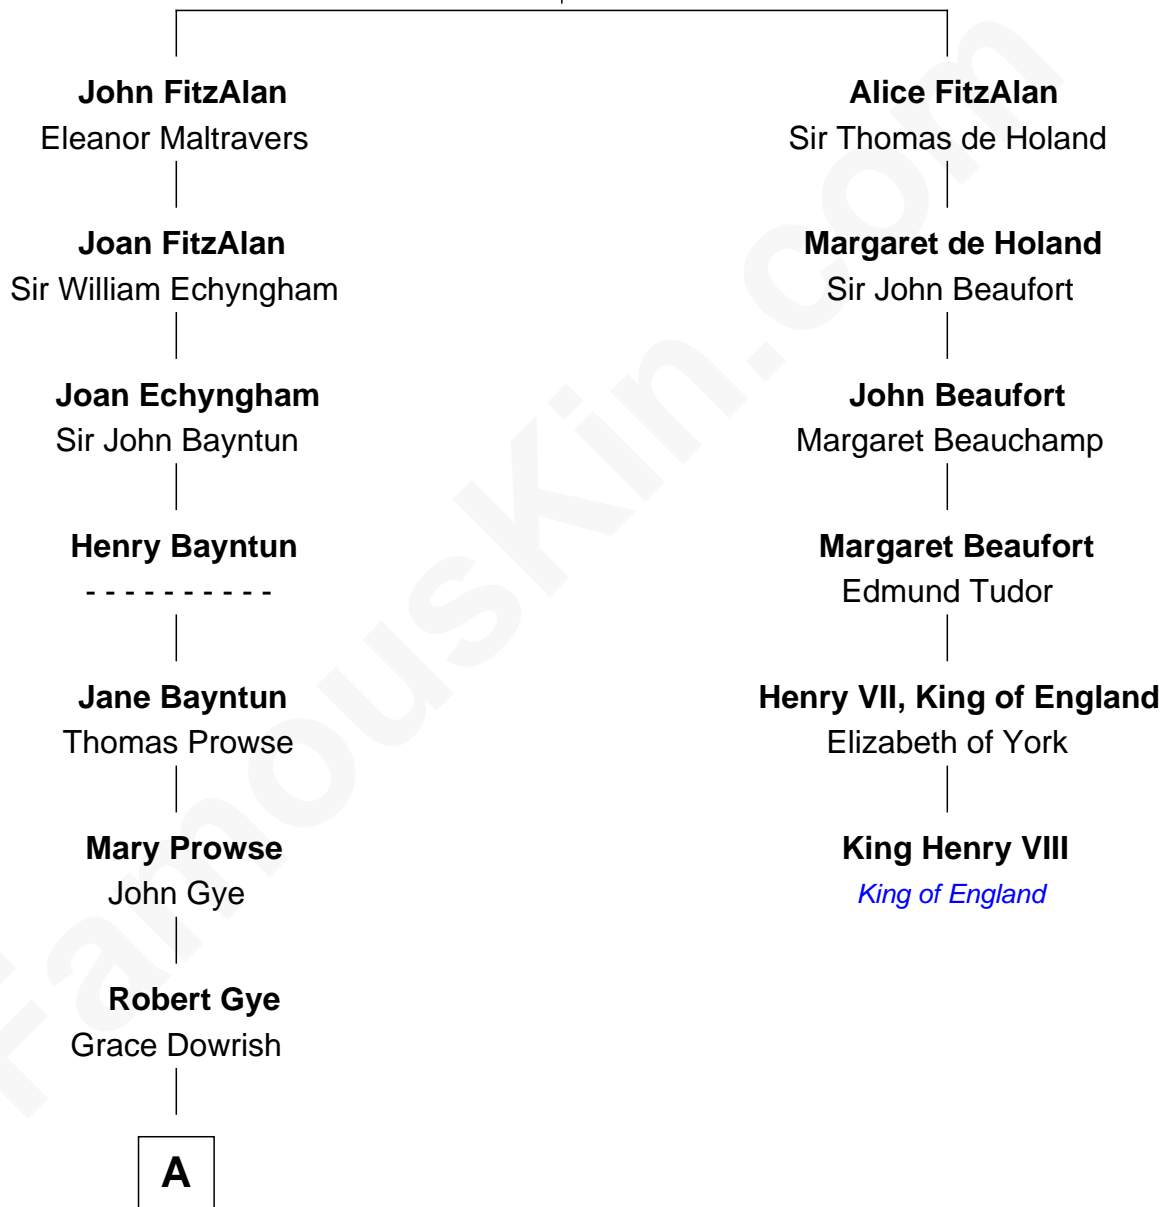 John FitzAlan
Eleanor Maltravers
Joan FitzAlan
Sir William Echyngham
Joan Echyngham
Sir John Bayntun
Henry Bayntun
- - - - - - - - - -
Jane Bayntun
Thomas Prowse
Mary Prowse
John Gye
Robert Gye
Grace Dowrish
A
Alice FitzAlan
Sir Thomas de Holand
Margaret de Holand
Sir John Beaufort
John Beaufort
Margaret Beauchamp
Margaret Beaufort
Edmund Tudor
Henry VII, King of England
Elizabeth of York
King Henry VIII
King of England
FamousKin.com